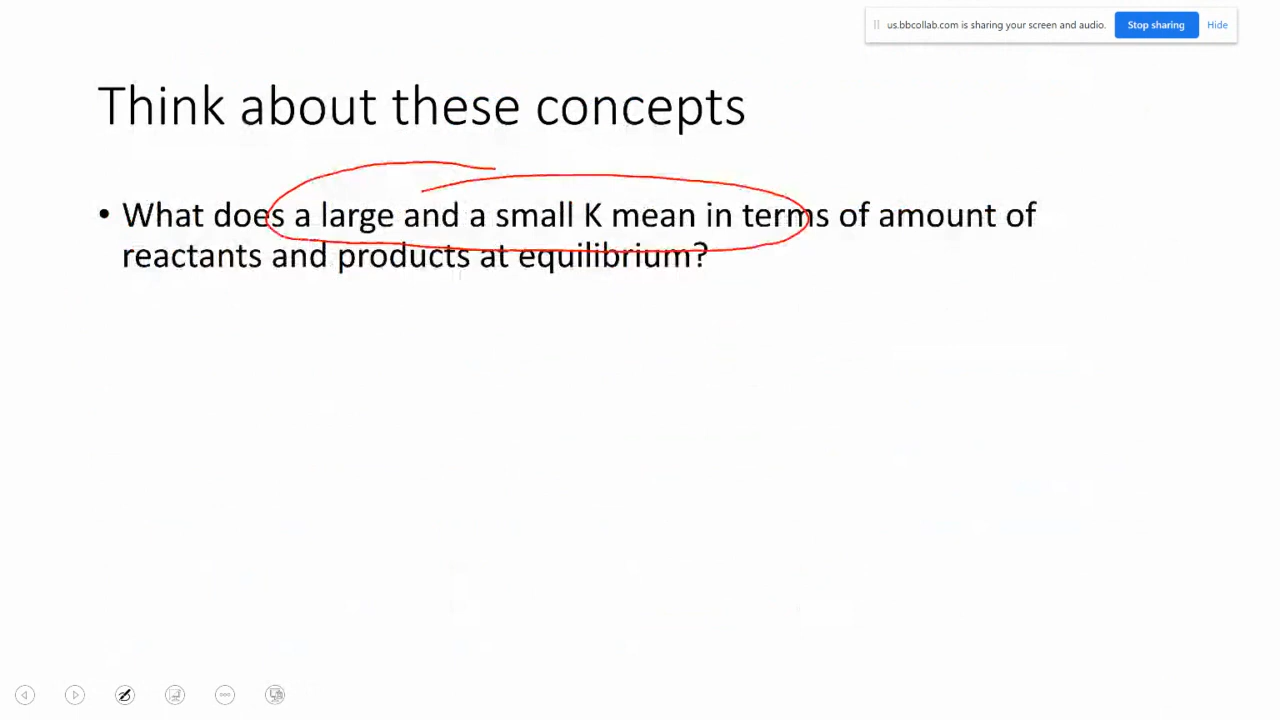 us.bbcollab.com is sharing your screen and audio. Stop sharing Hide
Think about these concepts
• What does a large and a small K mean in terms of amount of
reactants and products at equilibrium?